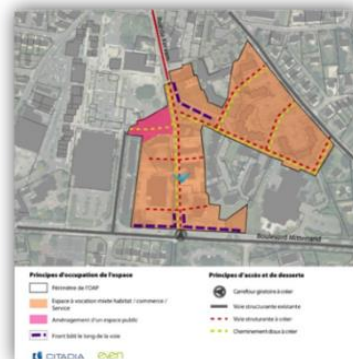 Boulevard Mitterrand
Principes d'occupation de l'espace
Périmètre de l'OAP
Espace à vocation mixte habitat / commerce /
Service
Aménagement d'un espace public
Front bâti le long de la voie
Principes d'accès et de desserte
Carrefour giratoire à créer
Voie structurante existante
Voie structurante à créer
Cheminement doux à créer
CITADIA
even